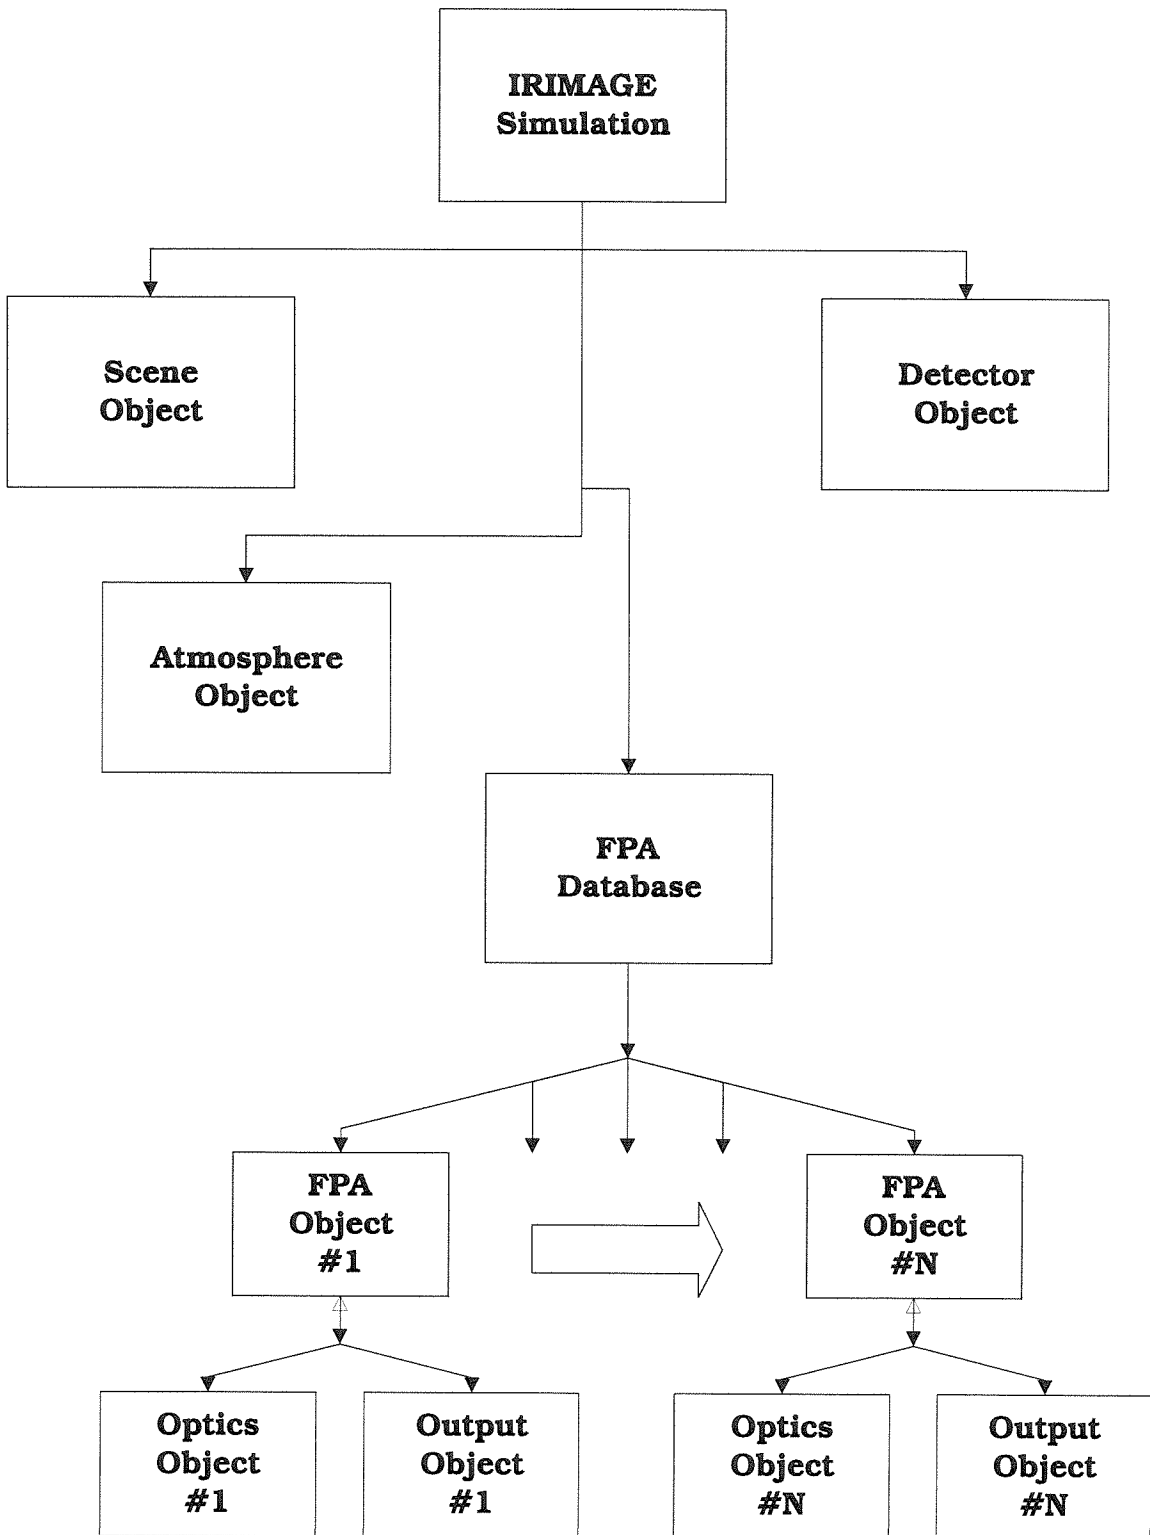 IRIMAGE
Simulation
Scene
Object
Detector
Object
Atmosphere
Object
FPA
Database
FPA
Object
#1
FPA
Object
#N
Optics
Object
#1
Output
Object
#1
Optics
Object
#N
Output
Object
#N